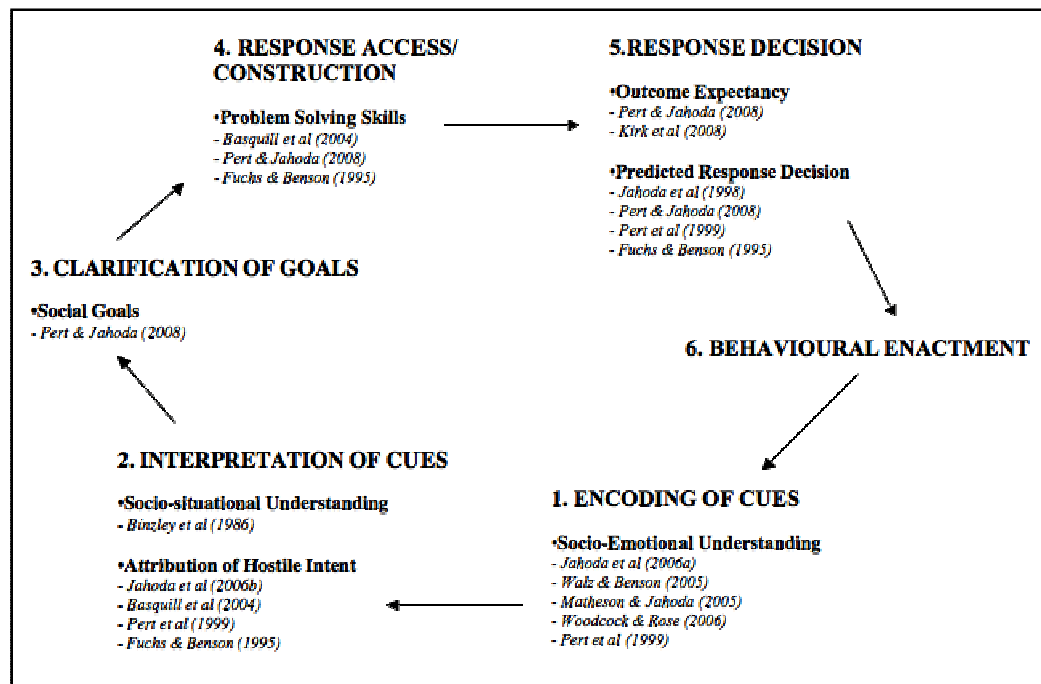 4. RESPONSE ACCESS/
CONSTRUCTION
•Problem Solving Skills
- Basquill et al (2004)
- Pert & Jahoda (2008)
- Fuchs & Benson (1995)
5.RESPONSE DECISION
•Outcome Expectancy
- Pert & Jahoda (2008)
- Kirk et al (2008)
•Predicted Response Decision
- Jahoda et al (1998)
- Pert & Jahoda (2008)
- Pert et al (1999)
- Fuchs & Benson (1995)
3. CLARIFICATION OF GOALS
•Social Goals
- Pert & Jahoda (2008)
6. BEHAVIOURAL ENACTMENT
2. INTERPRETATION OF CUES
•Socio-situational Understanding
- Binzley et al (1986)
•Attribution of Hostile Intent
- Jahoda et al (2006b)
- Basquill et al (2004)
- Pert et al (1999)
- Fuchs & Benson (1995)
1. ENCODING OF CUES
•Socio-Emotional Understanding
- Jahoda et al (2006a)
- Walz & Benson (2005)
- Matheson & Jahoda (2005)
- Woodcock & Rose (2006)
- Pert et al (1999)